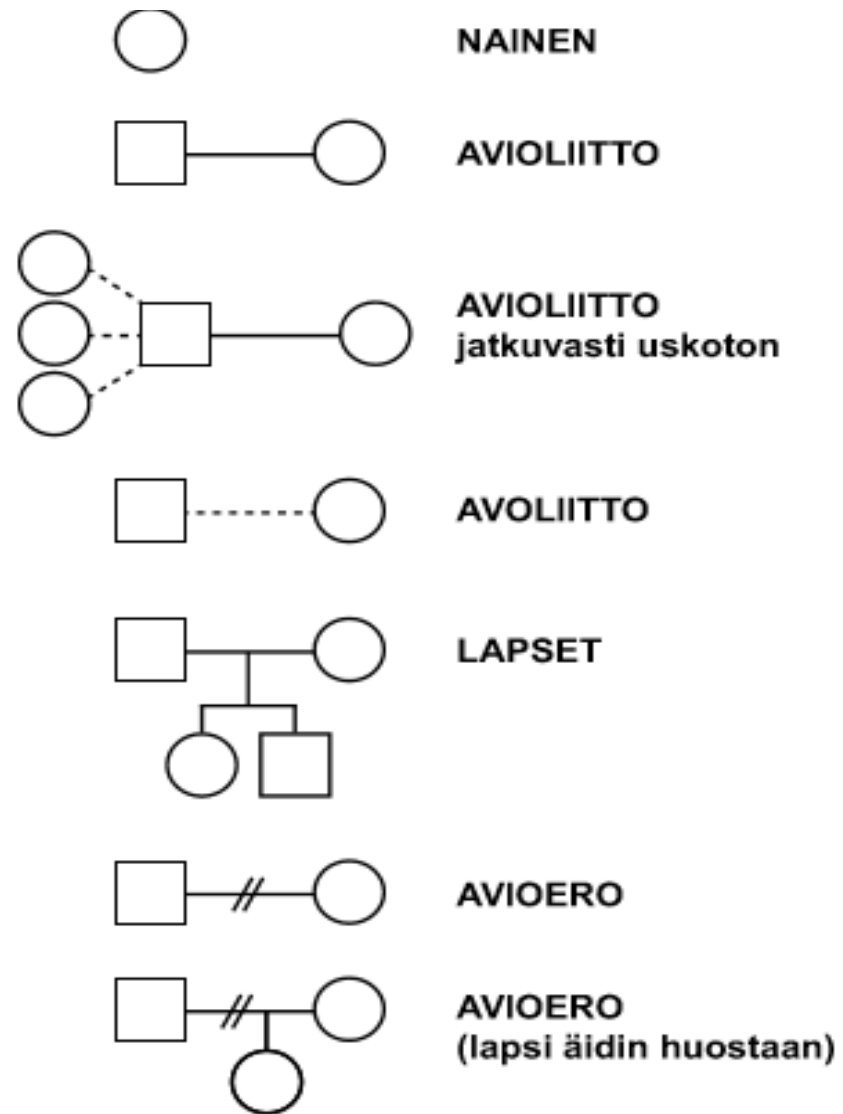 NAINEN
AVIOLIITTO
AVIOLIITTO
jatkuvasti uskoton
AVOLIITTO
LAPSET
AVIOERO
AVIOERO
(lapsi äidin huostaan)